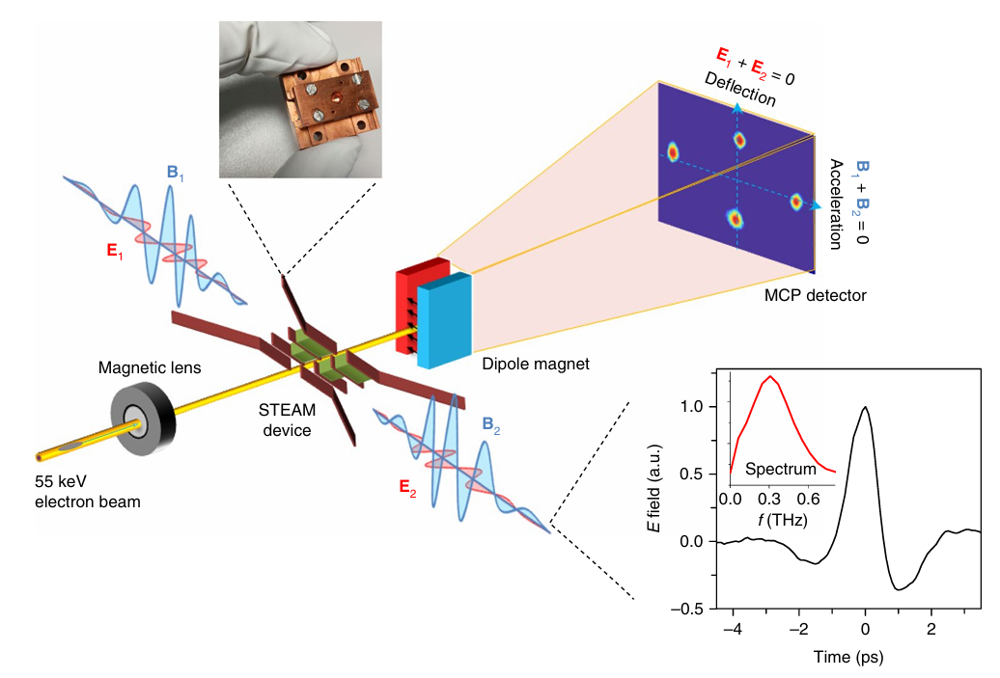 E₁ + E₂ = 0
Deflection
B₁ + B₂ = 0
Acceleration
MCP detector
B₁
E₁
Magnetic lens
STEAM
device
Dipole magnet
55 keV
electron beam
B₂
E₂
E field (a.u.)
1.0
0.5
0.0
−0.5
Spectrum
0.0 0.3 0.6
f (THz)
−4 −2 0 2
Time (ps)